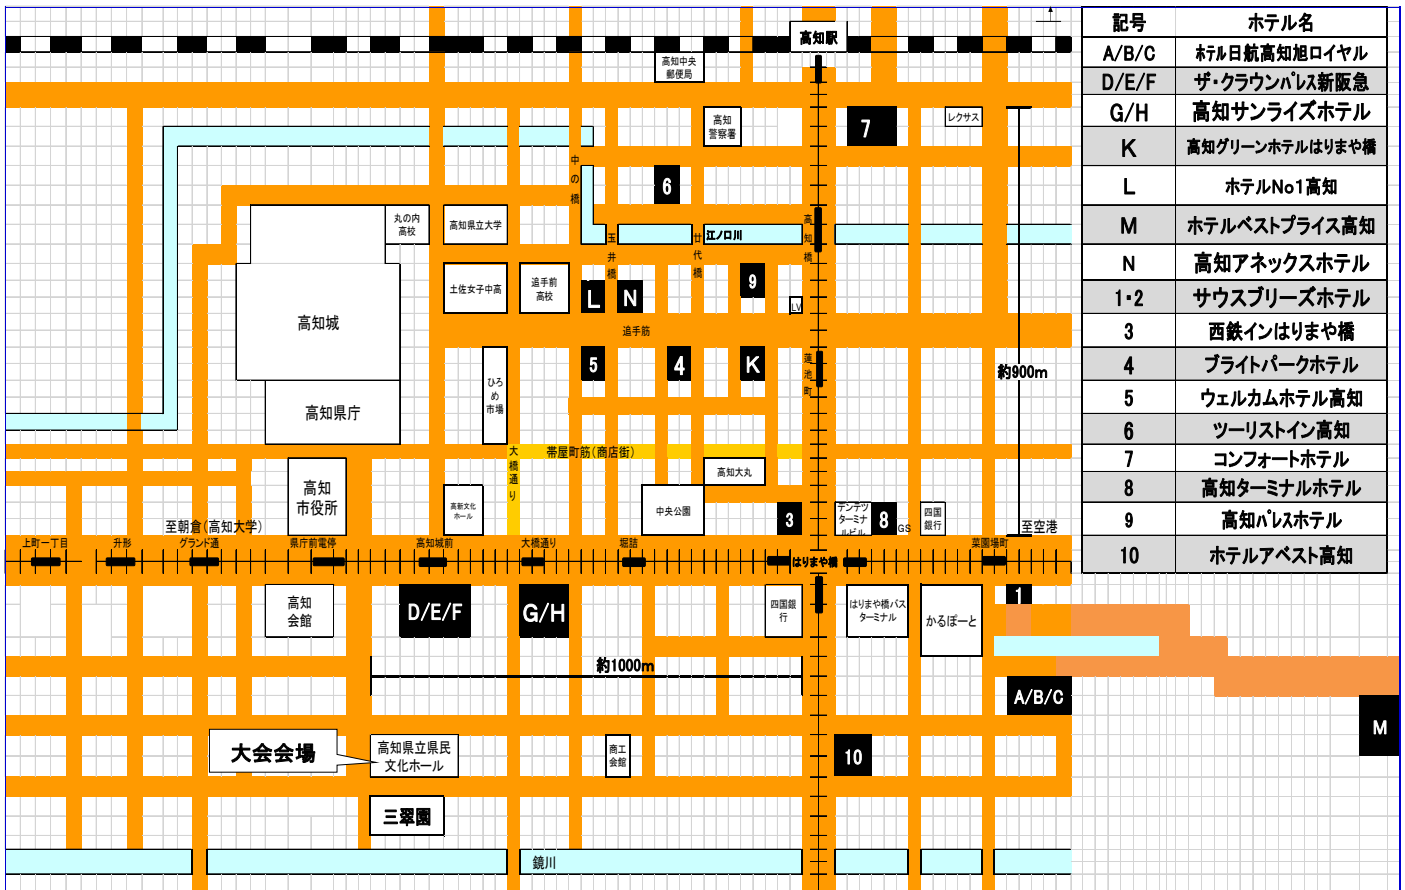 高知駅
高知中央
郵便局
高知
警察署
7
レクサス
中の橋
6
丸の内
高校
高知県立大学
江ノ口川
玉井橋
廿代橋
高知橋
高知城
土佐女子中高
追手前
高校
L
N
9
LV
追手筋
5
4
K
蓮池町
約900m
ひろめ
市場
高知県庁
帯屋町筋(商店街)
大橋通り
高知大丸
高知
市役所
高新文化
ホール
中央公園
3
デンテツ
ターミナ
ルビル
8
GS
四国
銀行
至朝倉(高知大学)
至空港
上町一丁目
升形
グランド通
県庁前電停
高知城前
大橋通り
堀詰
はりまや橋
菜園場町
高知
会館
D/E/F
G/H
四国銀
行
はりまや橋バス
ターミナル
かるぽーと
1
約1000m
A/B/C
M
大会会場
高知県立県民
文化ホール
商工
会館
10
三翠園
鏡川
記号 ホテル名
A/B/C ホテル日航高知旭ロイヤル
D/E/F ザ・クラウンパレス新阪急
G/H 高知サンライズホテル
K 高知グリーンホテルはりまや橋
L ホテルNo1高知
M ホテルベストプライス高知
N 高知アネックスホテル
1・2 サウスブリーズホテル
3 西鉄インはりまや橋
4 ブライトパークホテル
5 ウェルカムホテル高知
6 ツーリストイン高知
7 コンフォートホテル
8 高知ターミナルホテル
9 高知パレスホテル
10 ホテルアベスト高知